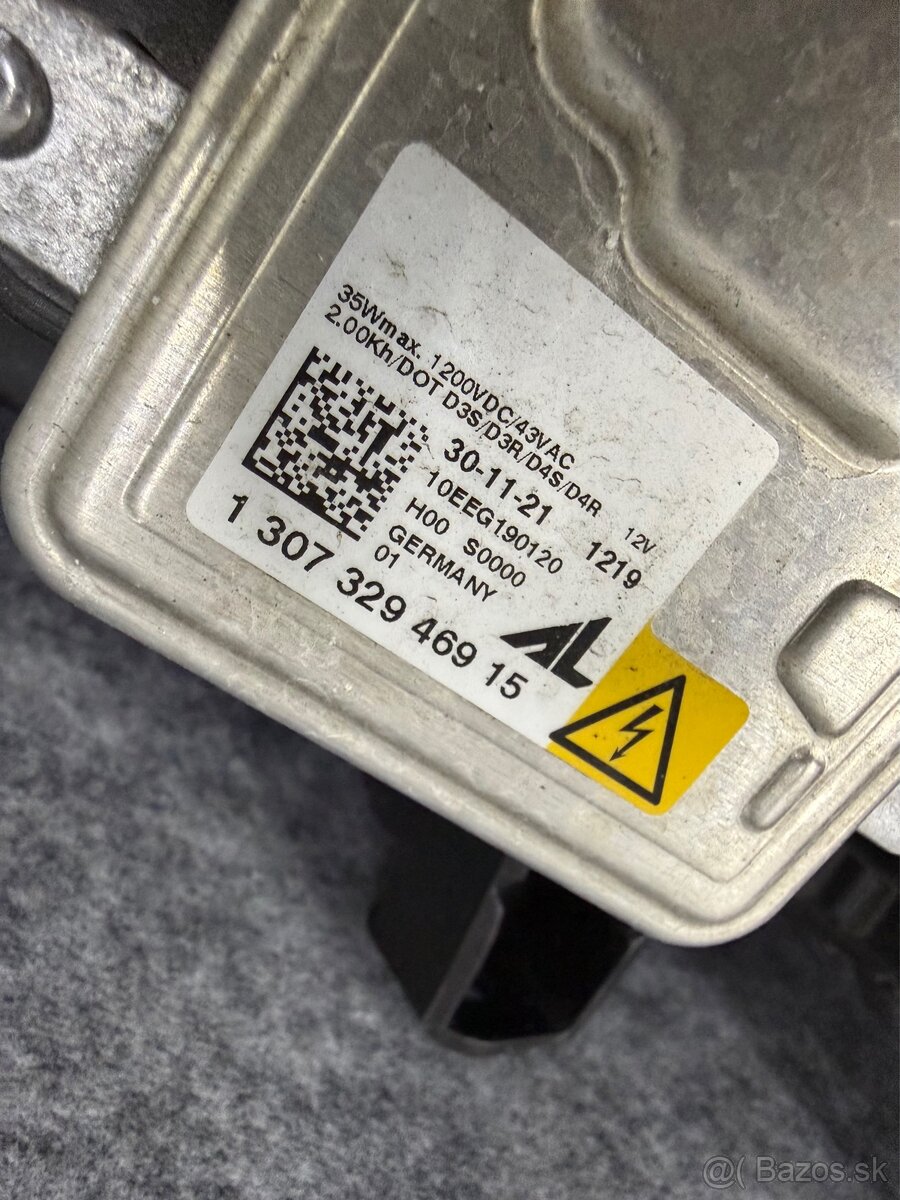 35Wmax. 1200VDC/43VAC
2.00Kh/DOT D3S/D3R/D4S/D4R 12V
30-11-21 1219
10EEG190120
H00 S0000
GERMANY
01
1 307 329 469 15
AL
@( Bazos.sk